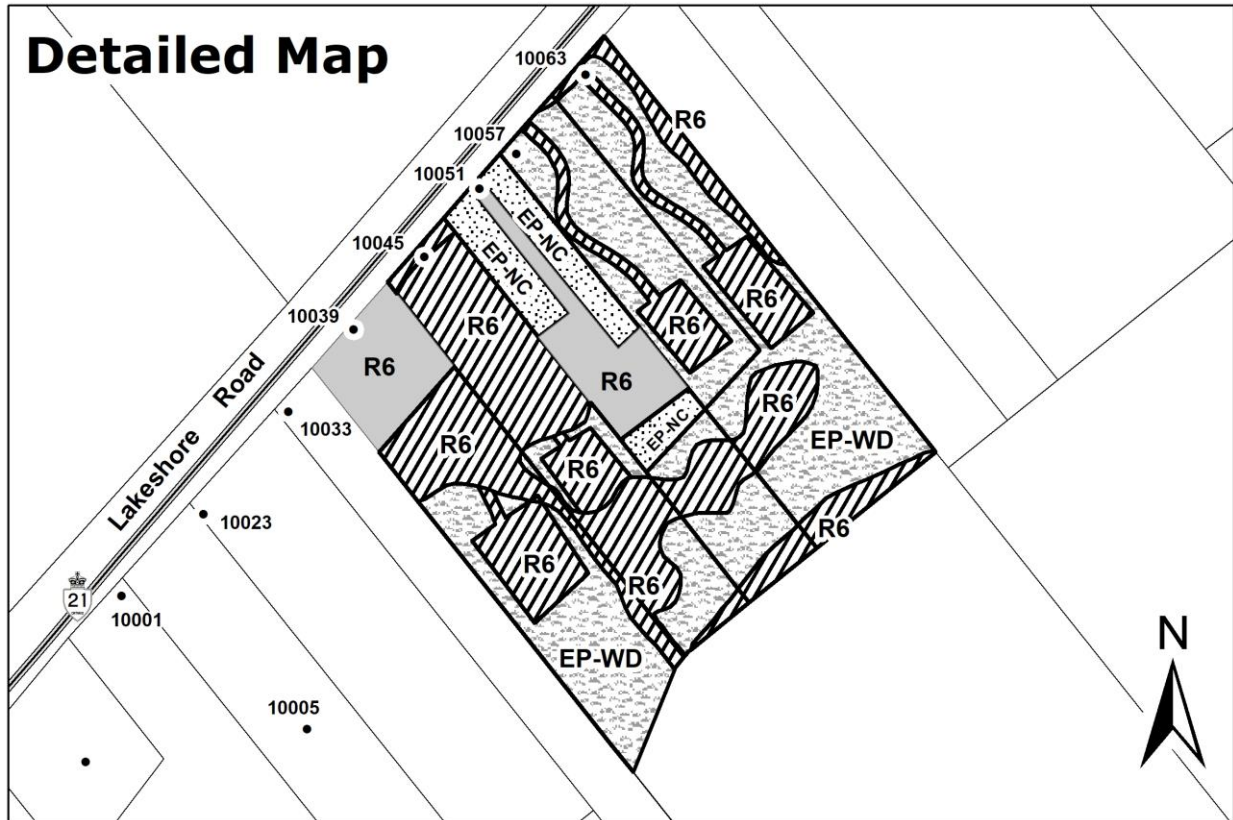 Detailed Map
10063
R6
10057
10051
EP-NC
EP-NC
10045
R6
R6
R6
10039
R6
R6
R6
EP-NC
EP-WD
10033
R6
R6
R6
Lakeshore Road
10023
R6
R6
21
10001
EP-WD
10005
N